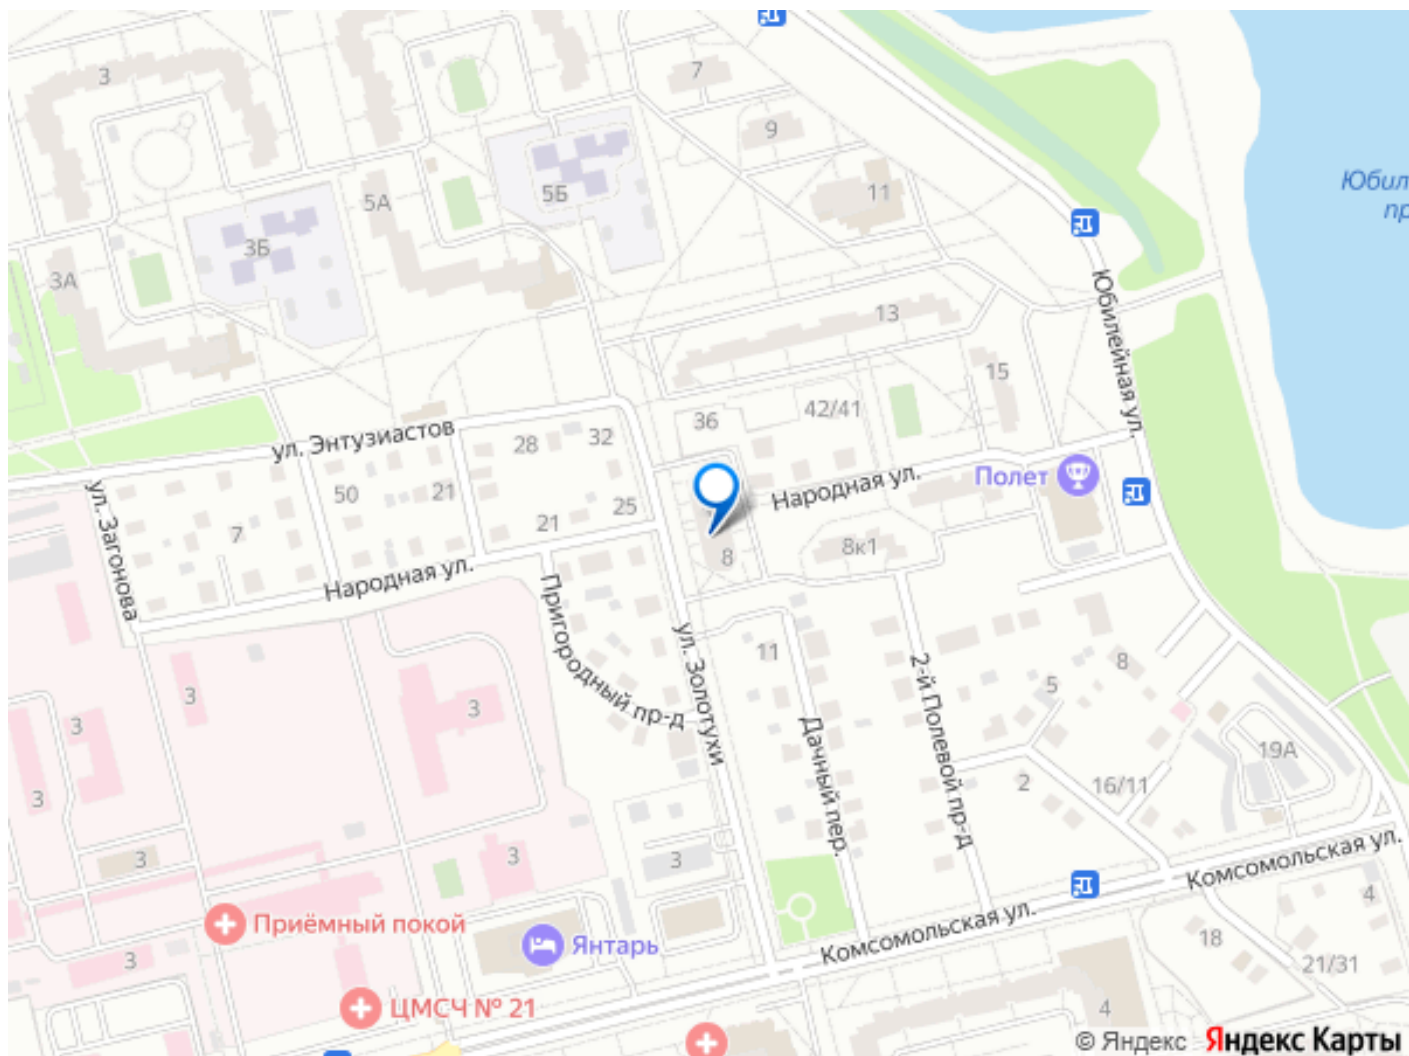 3
7
9
Юбил
пр
5А
5Б
11
3Б
3А
Юбилейная ул.
13
15
42/41
36
ул. Энтузиастов
28
32
Полет
ул. Загонова
50
21
25
Народная ул.
7
21
8к1
8
Народная ул.
Пригородный пр-д
ул. Золотухи
11
2-й Полевой пр-д
8
5
3
3
3
Дачный пер.
19А
2
16/11
3
3
3
3
Комсомольская ул.
4
Приёмный покой
Янтарь
Комсомольская ул.
18
21/31
3
ЦМСЧ № 21
4
© Яндекс Яндекс Карты